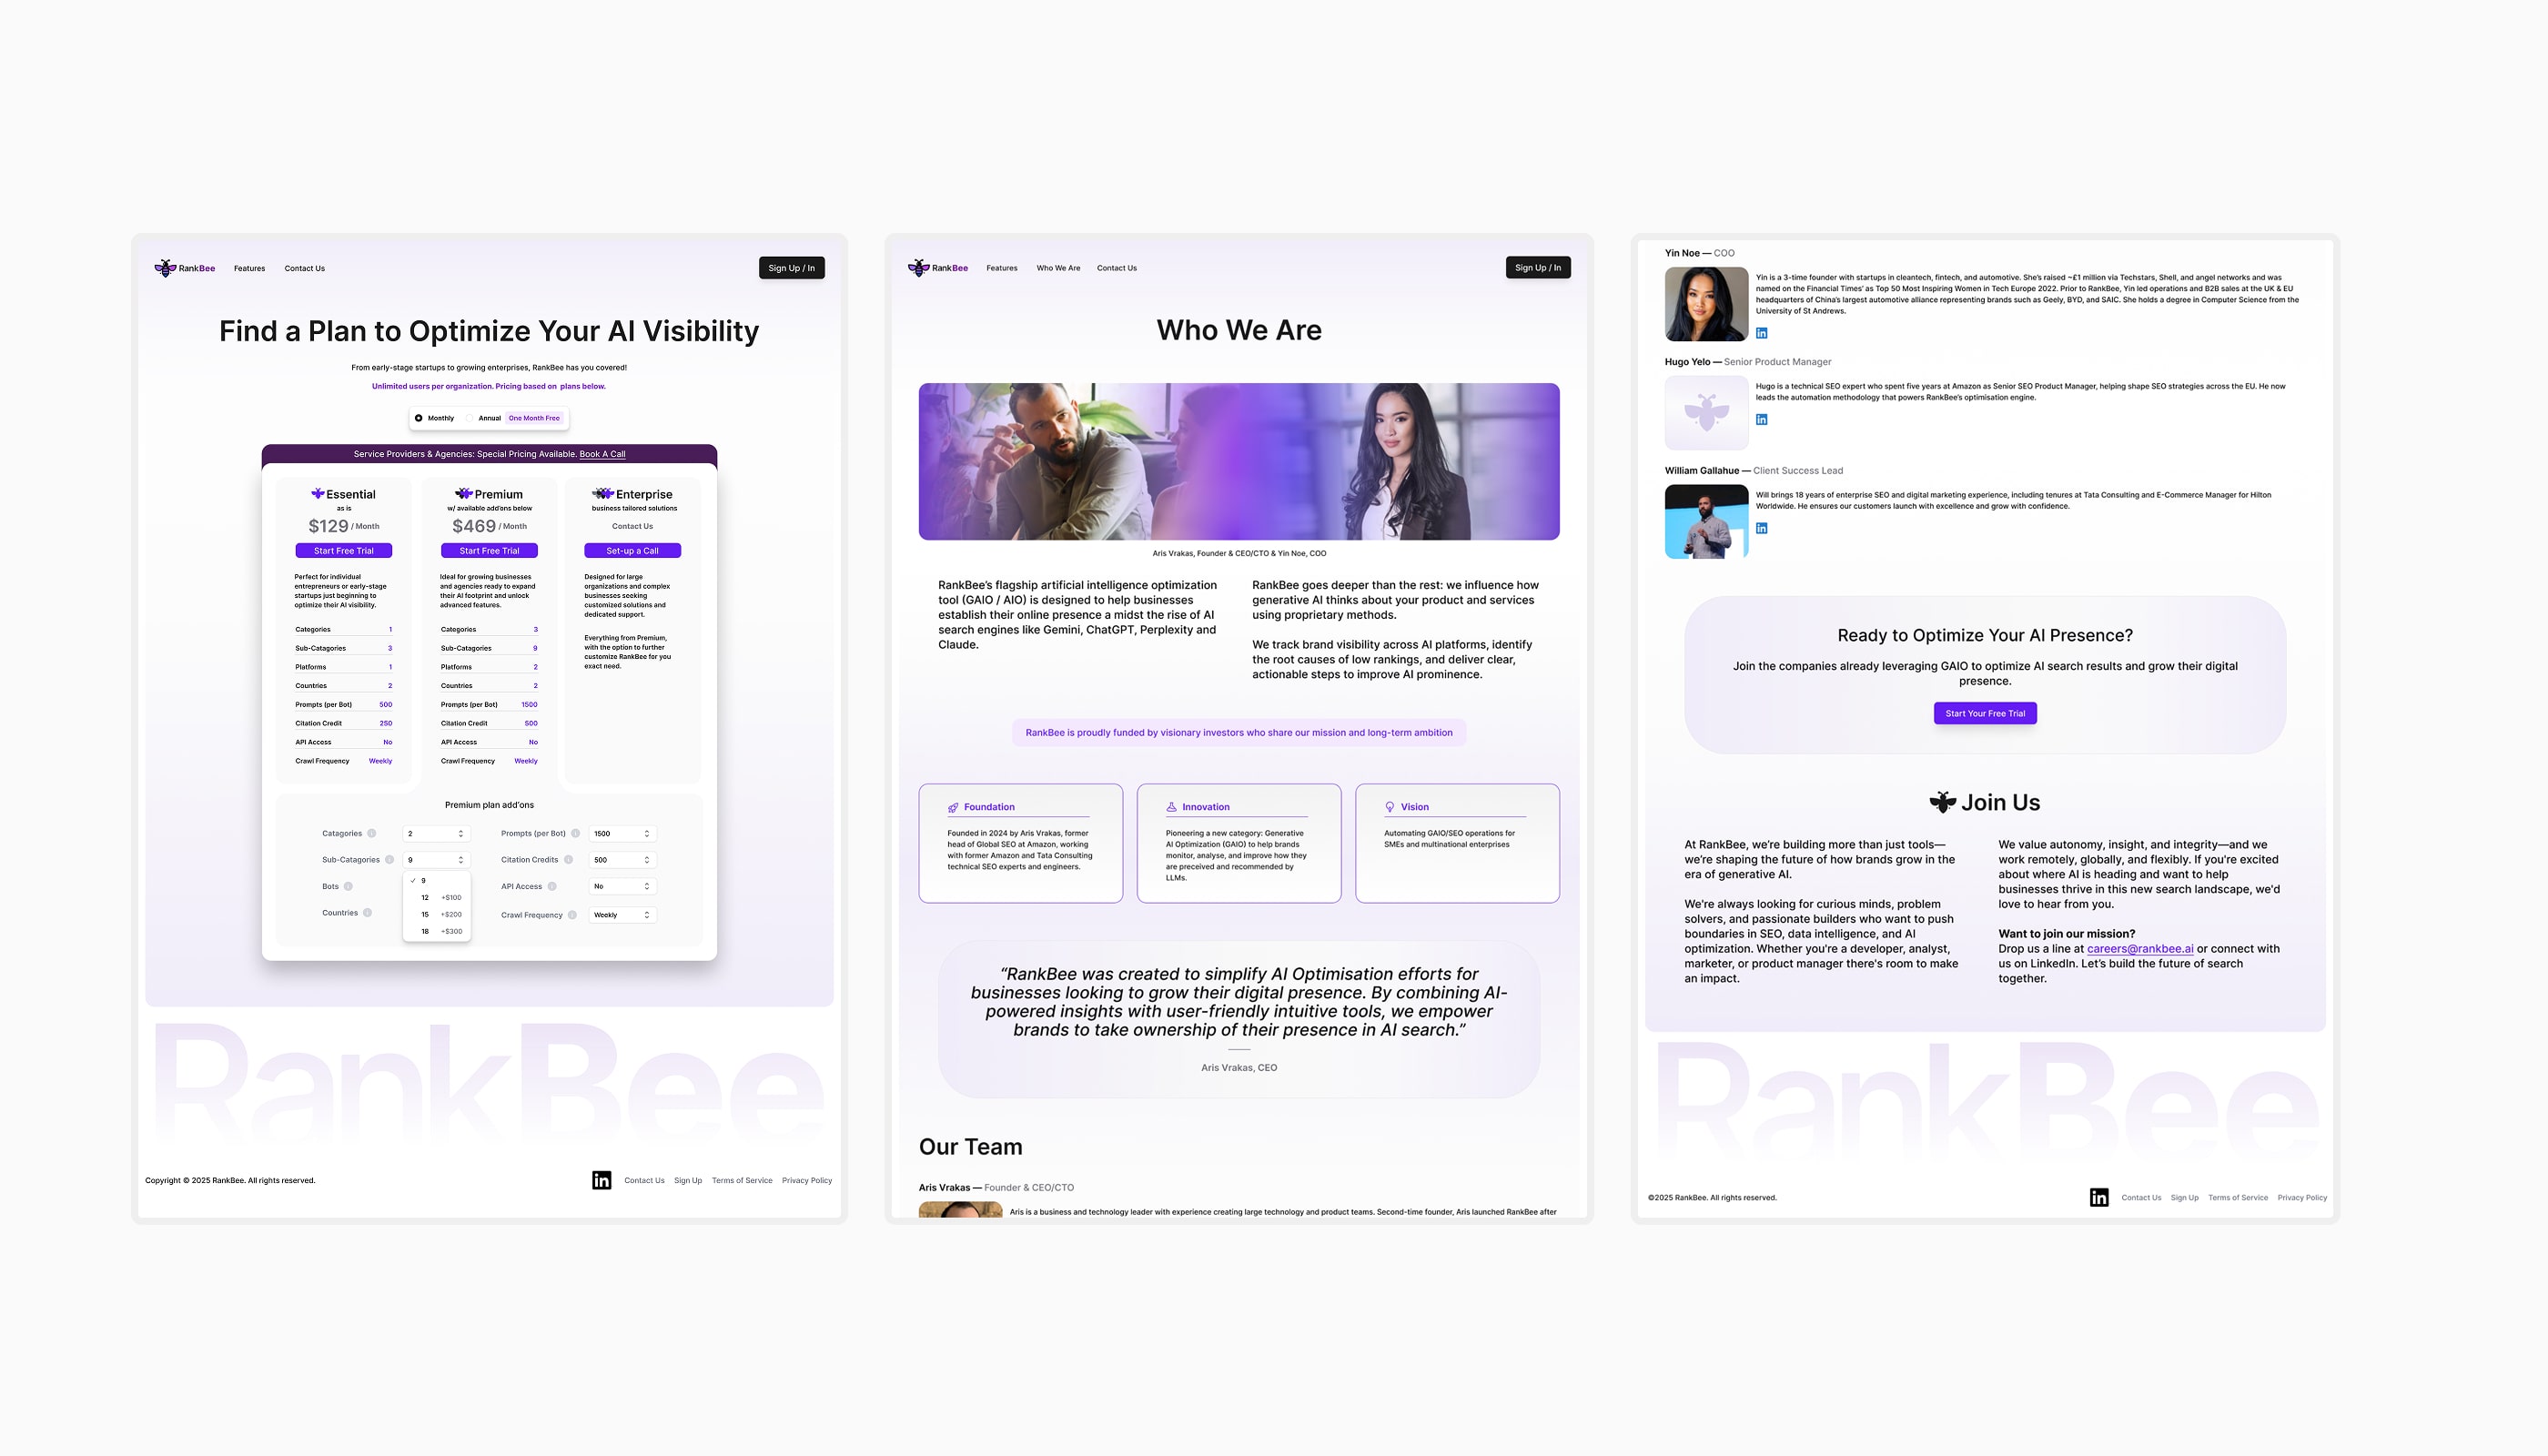 RankBee
Features
Contact Us
Sign Up / In
Find a Plan to Optimize Your AI Visibility
From early-stage startups to growing enterprises, RankBee has you covered!
Unlimited users per organization. Pricing based on plans below.
Monthly
Annual
One Month Free
Service Providers & Agencies: Special Pricing Available. Book A Call
Essential
as is
$129 / Month
Start Free Trial
Perfect for individual
entrepreneurs or early-stage
startups just beginning to
optimize their AI visibility.
Categories 1
Sub-Catagories 3
Platforms 1
Countries 2
Prompts (per Bot) 500
Citation Credit 250
API Access No
Crawl Frequency Weekly
Premium
w/ available add'ons below
$469 / Month
Start Free Trial
Ideal for growing businesses
and agencies ready to expand
their AI footprint and unlock
advanced features.
Categories 3
Sub-Catagories 9
Platforms 2
Countries 2
Prompts (per Bot) 1500
Citation Credit 500
API Access No
Crawl Frequency Weekly
Enterprise
business tailored solutions
Contact Us
Set-up a Call
Designed for large
organizations and complex
businesses seeking
customized solutions and
dedicated support.
Everything from Premium,
with the option to further
customize RankBee for you
exact need.
Premium plan add'ons
Catagories 2
Sub-Catagories 9
9
12 +$100
15 +$200
18 +$300
Bots
Countries
Prompts (per Bot) 1500
Citation Credits 500
API Access No
Crawl Frequency Weekly
RankBee
Copyright © 2025 RankBee. All rights reserved.
in
Contact Us
Sign Up
Terms of Service
Privacy Policy
RankBee
Features
Who We Are
Contact Us
Sign Up / In
Who We Are
Aris Vrakas, Founder & CEO/CTO & Yin Noe, COO
RankBee's flagship artificial intelligence optimization
tool (GAIO / AIO) is designed to help businesses
establish their online presence a midst the rise of AI
search engines like Gemini, ChatGPT, Perplexity and
Claude.
RankBee goes deeper than the rest: we influence how
generative AI thinks about your product and services
using proprietary methods.
We track brand visibility across AI platforms, identify
the root causes of low rankings, and deliver clear,
actionable steps to improve AI prominence.
RankBee is proudly funded by visionary investors who share our mission and long-term ambition
Foundation
Founded in 2024 by Aris Vrakas, former
head of Global SEO at Amazon, working
with former Amazon and Tata Consulting
technical SEO experts and engineers.
Innovation
Pioneering a new category: Generative
AI Optimization (GAIO) to help brands
monitor, analyse, and improve how they
are preceived and recommended by
LLMs.
Vision
Automating GAIO/SEO operations for
SMEs and multinational enterprises
“RankBee was created to simplify AI Optimisation efforts for
businesses looking to grow their digital presence. By combining AI-
powered insights with user-friendly intuitive tools, we empower
brands to take ownership of their presence in AI search.”
Aris Vrakas, CEO
Our Team
Aris Vrakas — Founder & CEO/CTO
Aris is a business and technology leader with experience creating large technology and product teams. Second-time founder, Aris launched RankBee after
Yin Noe — COO
Yin is a 3-time founder with startups in cleantech, fintech, and automotive. She's raised ~£1 million via Techstars, Shell, and angel networks and was
named on the Financial Times' as Top 50 Most Inspiring Women in Tech Europe 2022. Prior to RankBee, Yin led operations and B2B sales at the UK & EU
headquarters of China's largest automotive alliance representing brands such as Geely, BYD, and SAIC. She holds a degree in Computer Science from the
University of St Andrews.
in
Hugo Yelo — Senior Product Manager
Hugo is a technical SEO expert who spent five years at Amazon as Senior SEO Product Manager, helping shape SEO strategies across the EU. He now
leads the automation methodology that powers RankBee's optimisation engine.
in
William Gallahue — Client Success Lead
Will brings 18 years of enterprise SEO and digital marketing experience, including tenures at Tata Consulting and E-Commerce Manager for Hilton
Worldwide. He ensures our customers launch with excellence and grow with confidence.
in
Ready to Optimize Your AI Presence?
Join the companies already leveraging GAIO to optimize AI search results and grow their digital
presence.
Start Your Free Trial
Join Us
At RankBee, we're building more than just tools—
we're shaping the future of how brands grow in the
era of generative AI.
We're always looking for curious minds, problem
solvers, and passionate builders who want to push
boundaries in SEO, data intelligence, and AI
optimization. Whether you're a developer, analyst,
marketer, or product manager there's room to make
an impact.
We value autonomy, insight, and integrity—and we
work remotely, globally, and flexibly. If you're excited
about where AI is heading and want to help
businesses thrive in this new search landscape, we'd
love to hear from you.
Want to join our mission?
Drop us a line at careers@rankbee.ai or connect with
us on LinkedIn. Let's build the future of search
together.
RankBee
©2025 RankBee. All rights reserved.
in
Contact Us
Sign Up
Terms of Service
Privacy Policy